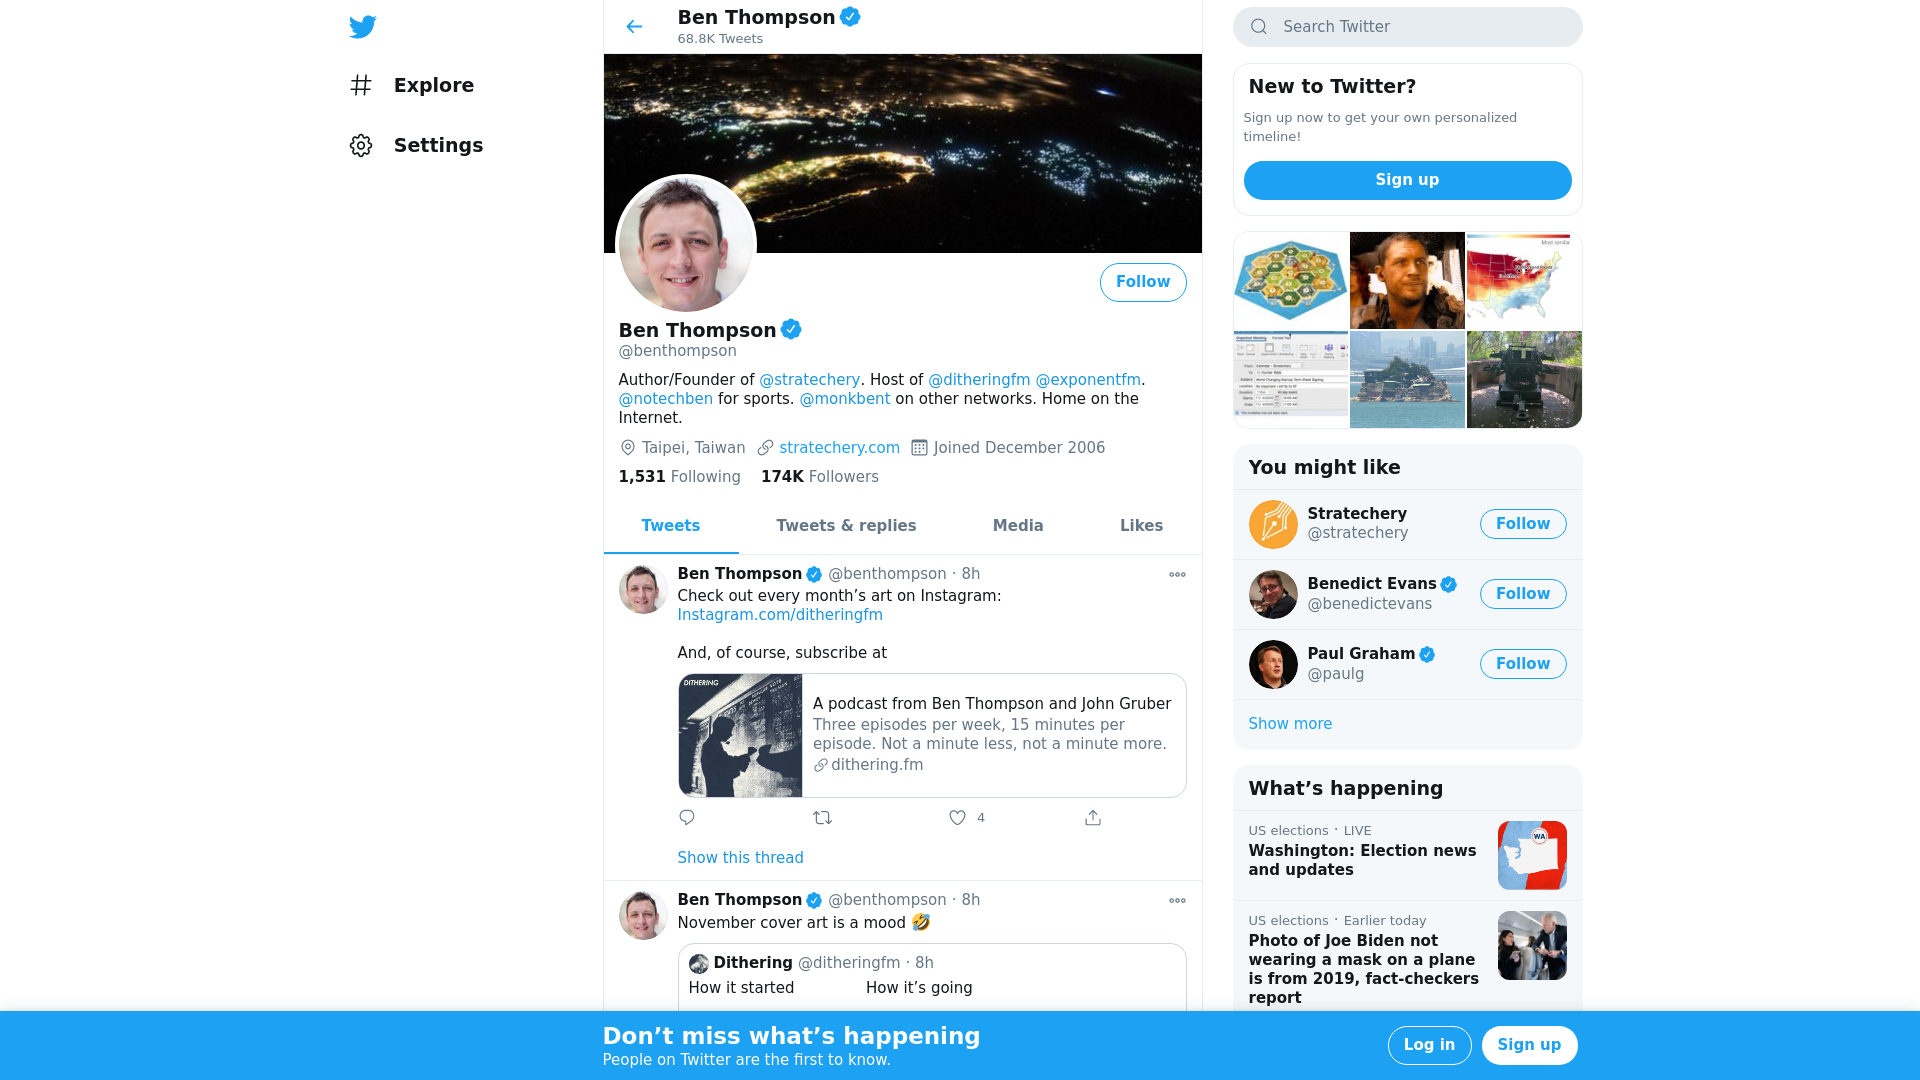 Explore
Settings
Ben Thompson
68.8K Tweets
Follow
Ben Thompson
@benthompson
Author/Founder of @stratechery. Host of @ditheringfm @exponentfm.
@notechben for sports. @monkbent on other networks. Home on the
Internet.
Taipei, Taiwan stratechery.com Joined December 2006
1,531 Following 174K Followers
Tweets Tweets & replies Media Likes
Ben Thompson @benthompson · 8h
Check out every month’s art on Instagram:
Instagram.com/ditheringfm
And, of course, subscribe at
DITHERING
A podcast from Ben Thompson and John Gruber
Three episodes per week, 15 minutes per
episode. Not a minute less, not a minute more.
dithering.fm
4
Show this thread
Ben Thompson @benthompson · 8h
November cover art is a mood 🤣
Dithering @ditheringfm · 8h
How it started How it’s going
Search Twitter
New to Twitter?
Sign up now to get your own personalized
timeline!
Sign up
Most similar
You might like
Stratechery
@stratechery
Follow
Benedict Evans
@benedictevans
Follow
Paul Graham
@paulg
Follow
Show more
What’s happening
US elections · LIVE
Washington: Election news
and updates
WA
US elections · Earlier today
Photo of Joe Biden not
wearing a mask on a plane
is from 2019, fact-checkers
report
Don’t miss what’s happening
People on Twitter are the first to know.
Log in
Sign up